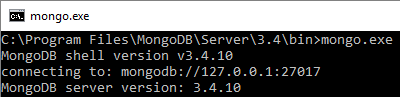 mongo.exe
C:\Program Files\MongoDB\Server\3.4\bin>mongo.exe
MongoDB shell version v3.4.10
connecting to: mongodb://127.0.0.1:27017
MongoDB server version: 3.4.10